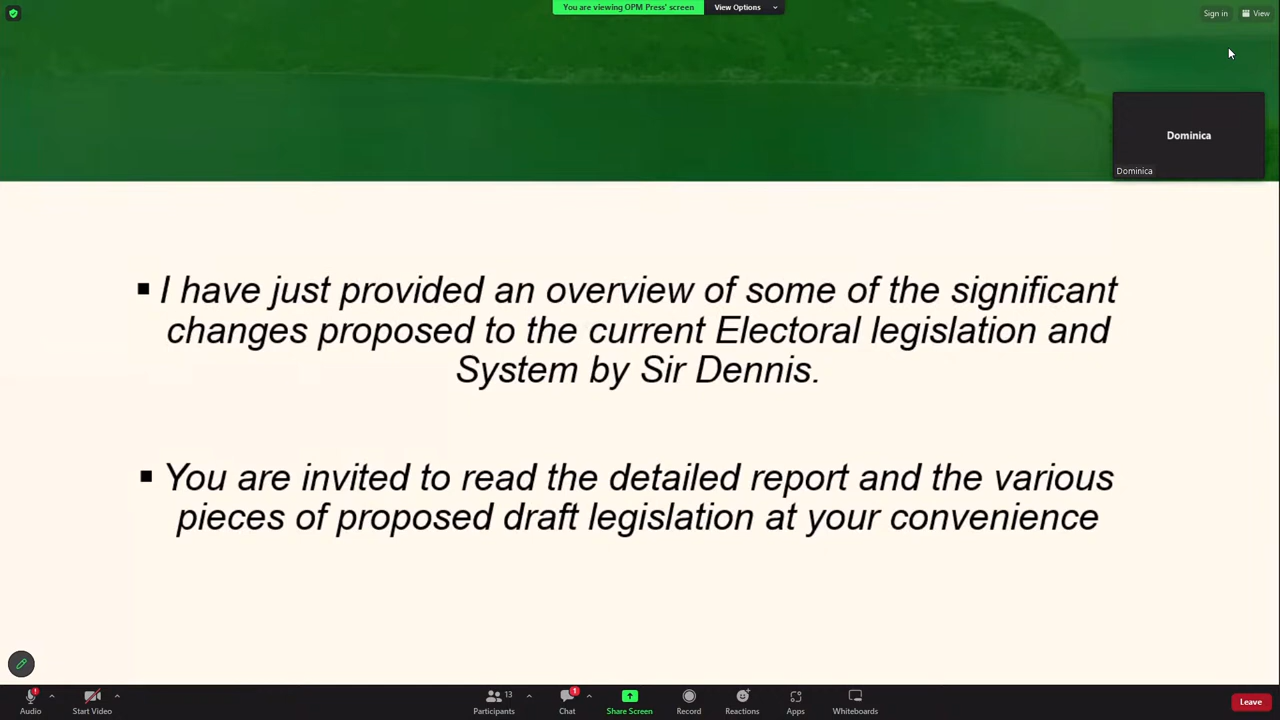 You are viewing OPM Press' screen
View Options
Sign in
View
Dominica
Dominica
▪ I have just provided an overview of some of the significant
changes proposed to the current Electoral legislation and
System by Sir Dennis.
▪ You are invited to read the detailed report and the various
pieces of proposed draft legislation at your convenience
13
1
Audio
Start Video
Participants
Chat
Share Screen
Record
Reactions
Apps
Whiteboards
Leave